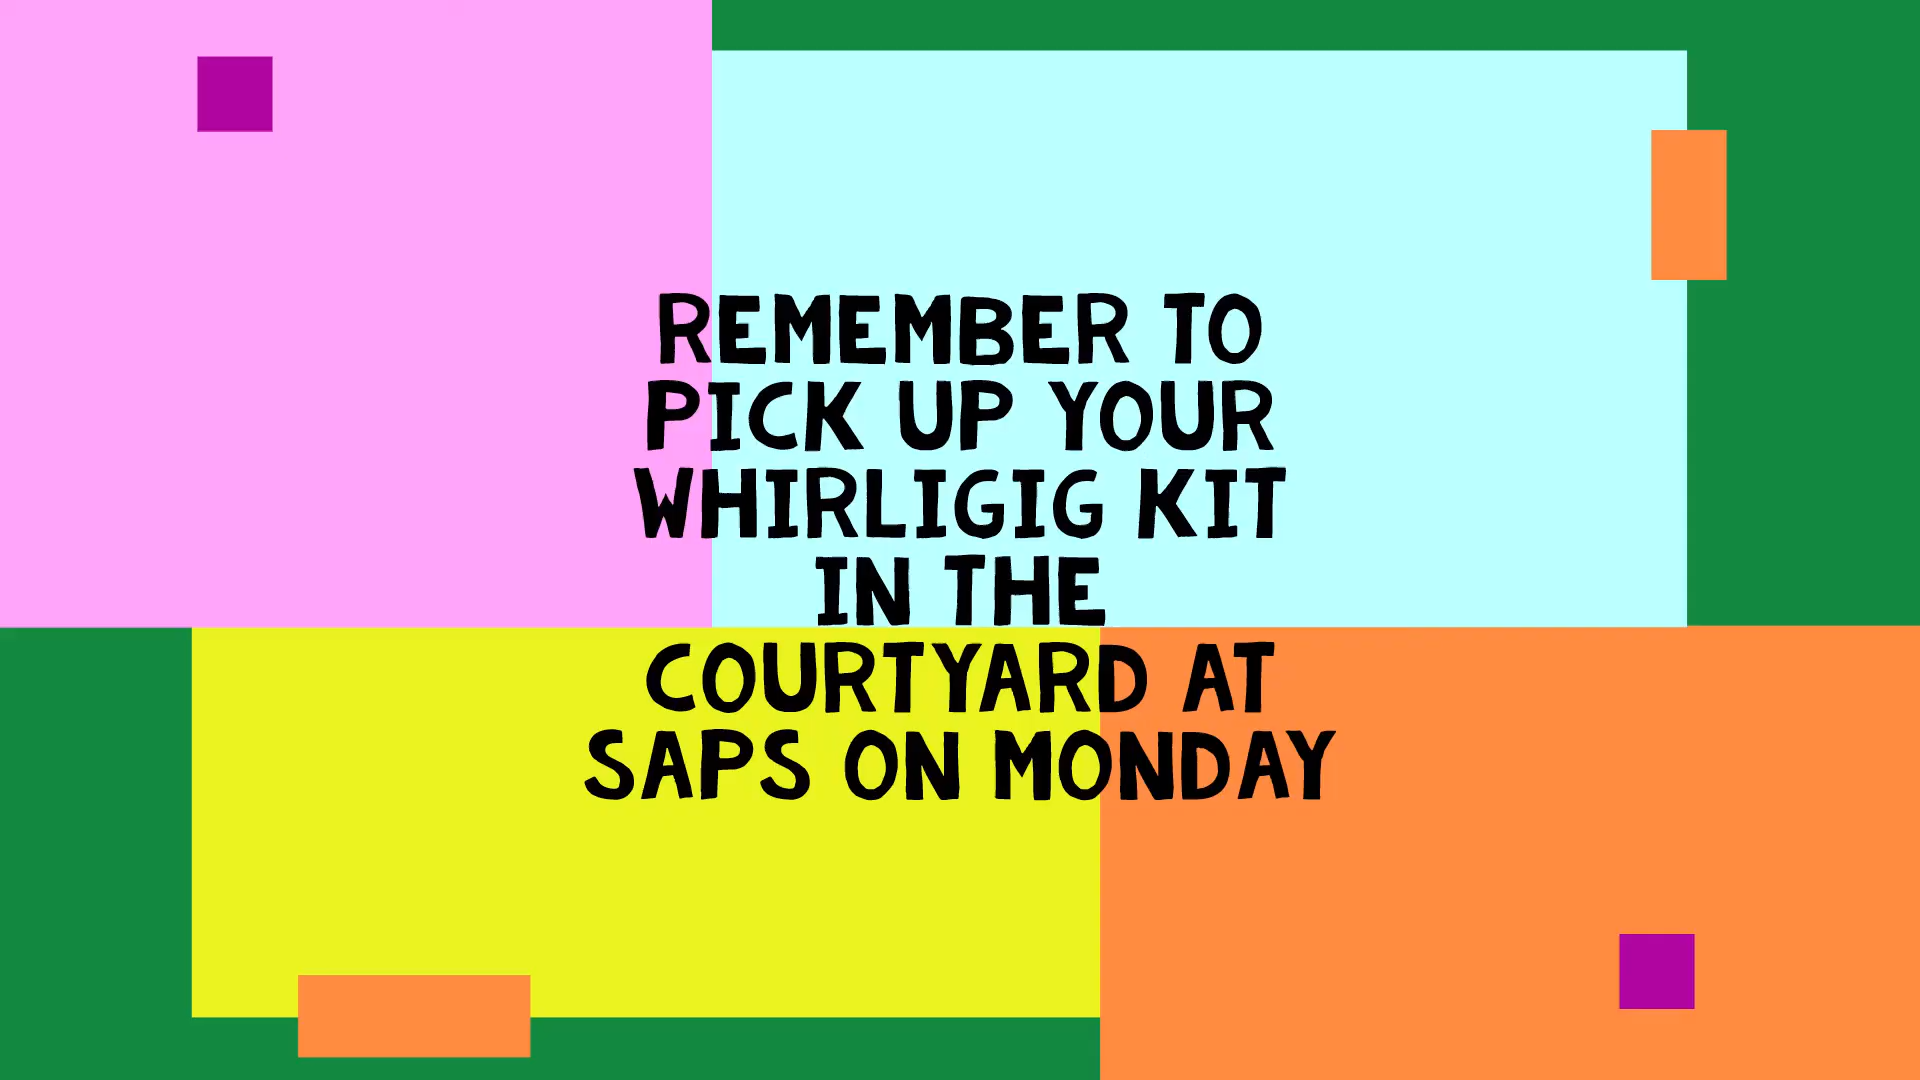 REMEMBER TO
PICK UP YOUR
WHIRLIGIG KIT
IN THE
COURTYARD AT
SAPS ON MONDAY